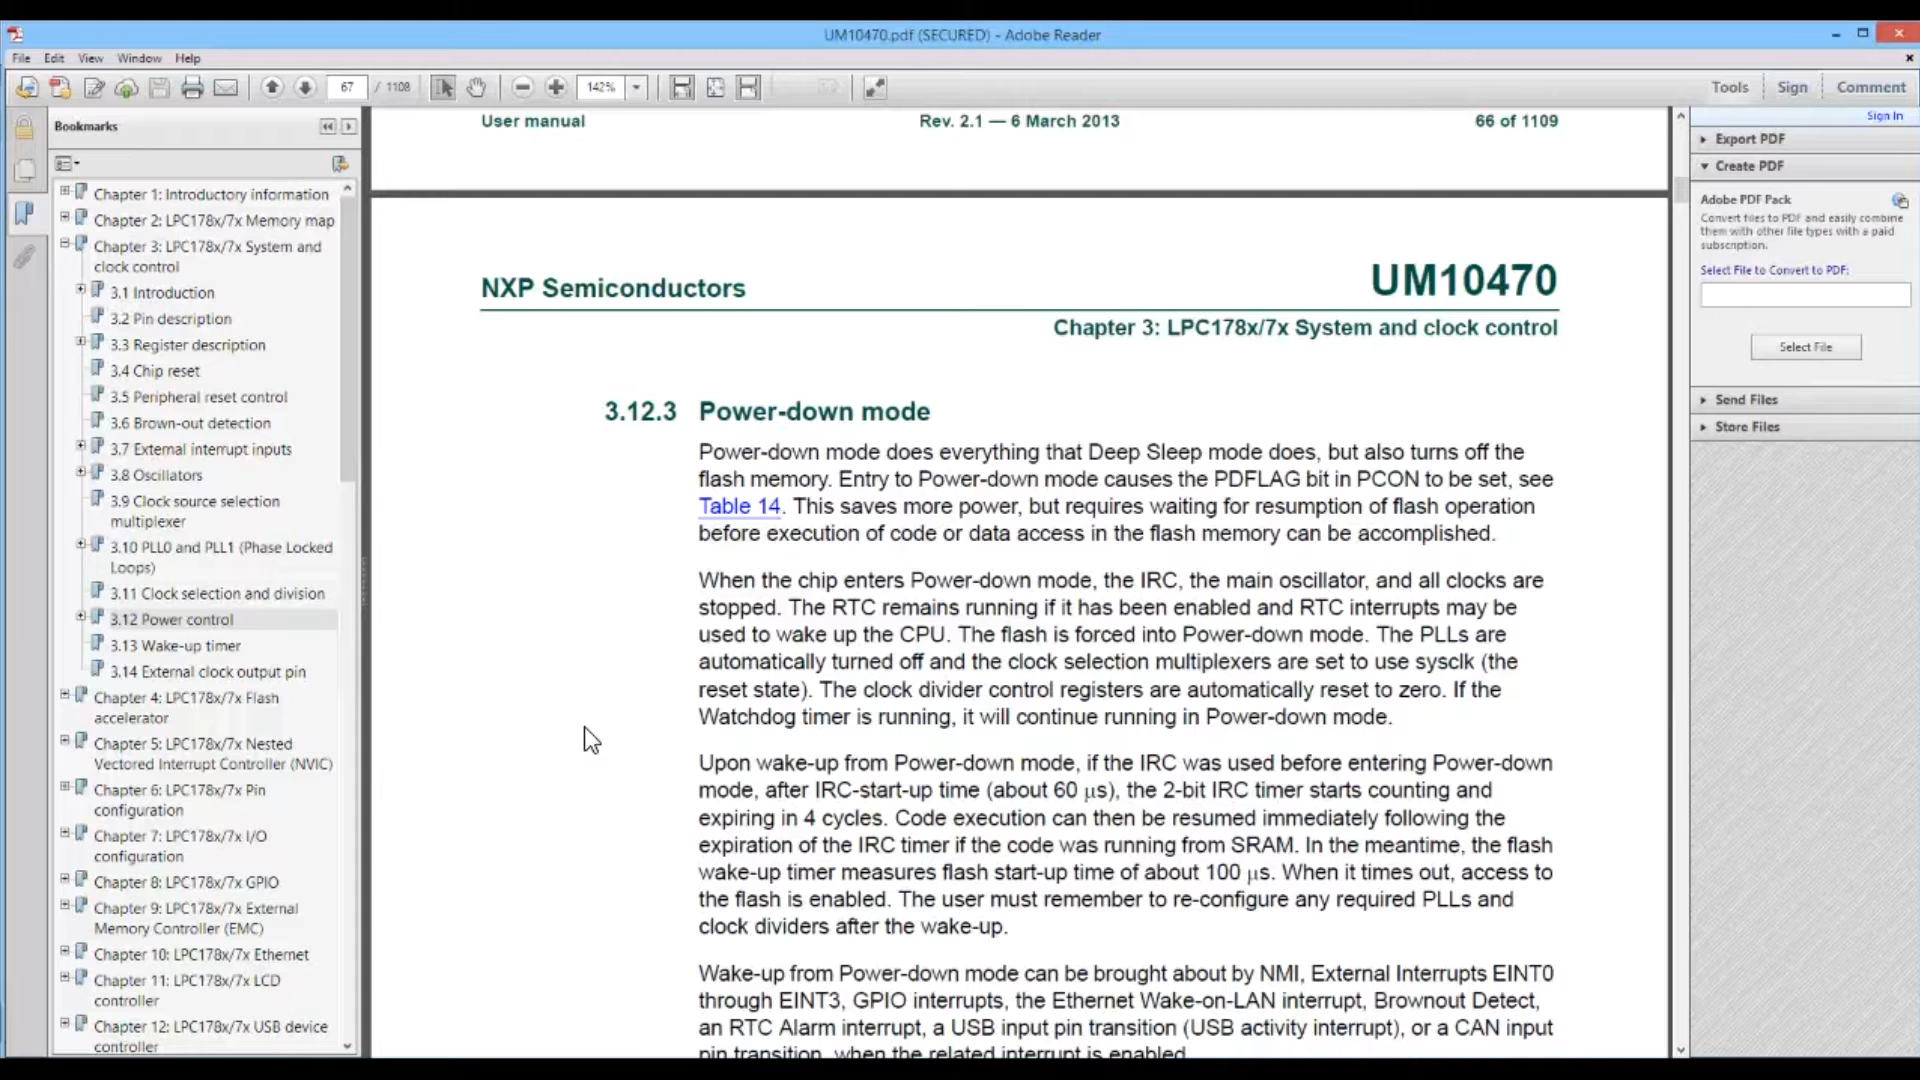 UM10470.pdf (SECURED) - Adobe Reader
File Edit View Window Help
67 / 1108 142% Tools Sign Comment
Bookmarks
Chapter 1: Introductory information
Chapter 2: LPC178x/7x Memory map
Chapter 3: LPC178x/7x System and
clock control
3.1 Introduction
3.2 Pin description
3.3 Register description
3.4 Chip reset
3.5 Peripheral reset control
3.6 Brown-out detection
3.7 External interrupt inputs
3.8 Oscillators
3.9 Clock source selection
multiplexer
3.10 PLL0 and PLL1 (Phase Locked
Loops)
3.11 Clock selection and division
3.12 Power control
3.13 Wake-up timer
3.14 External clock output pin
Chapter 4: LPC178x/7x Flash
accelerator
Chapter 5: LPC178x/7x Nested
Vectored Interrupt Controller (NVIC)
Chapter 6: LPC178x/7x Pin
configuration
Chapter 7: LPC178x/7x I/O
configuration
Chapter 8: LPC178x/7x GPIO
Chapter 9: LPC178x/7x External
Memory Controller (EMC)
Chapter 10: LPC178x/7x Ethernet
Chapter 11: LPC178x/7x LCD
controller
Chapter 12: LPC178x/7x USB device
controller
User manual Rev. 2.1 — 6 March 2013 66 of 1109
NXP Semiconductors UM10470
Chapter 3: LPC178x/7x System and clock control
3.12.3 Power-down mode
Power-down mode does everything that Deep Sleep mode does, but also turns off the
flash memory. Entry to Power-down mode causes the PDFLAG bit in PCON to be set, see
Table 14. This saves more power, but requires waiting for resumption of flash operation
before execution of code or data access in the flash memory can be accomplished.
When the chip enters Power-down mode, the IRC, the main oscillator, and all clocks are
stopped. The RTC remains running if it has been enabled and RTC interrupts may be
used to wake up the CPU. The flash is forced into Power-down mode. The PLLs are
automatically turned off and the clock selection multiplexers are set to use sysclk (the
reset state). The clock divider control registers are automatically reset to zero. If the
Watchdog timer is running, it will continue running in Power-down mode.
Upon wake-up from Power-down mode, if the IRC was used before entering Power-down
mode, after IRC-start-up time (about 60 μs), the 2-bit IRC timer starts counting and
expiring in 4 cycles. Code execution can then be resumed immediately following the
expiration of the IRC timer if the code was running from SRAM. In the meantime, the flash
wake-up timer measures flash start-up time of about 100 μs. When it times out, access to
the flash is enabled. The user must remember to re-configure any required PLLs and
clock dividers after the wake-up.
Wake-up from Power-down mode can be brought about by NMI, External Interrupts EINT0
through EINT3, GPIO interrupts, the Ethernet Wake-on-LAN interrupt, Brownout Detect,
an RTC Alarm interrupt, a USB input pin transition (USB activity interrupt), or a CAN input
pin transition, when the related interrupt is enabled.
Sign In
Export PDF
Create PDF
Adobe PDF Pack
Convert files to PDF and easily combine
them with other file types with a paid
subscription.
Select File to Convert to PDF:
Select File
Send Files
Store Files